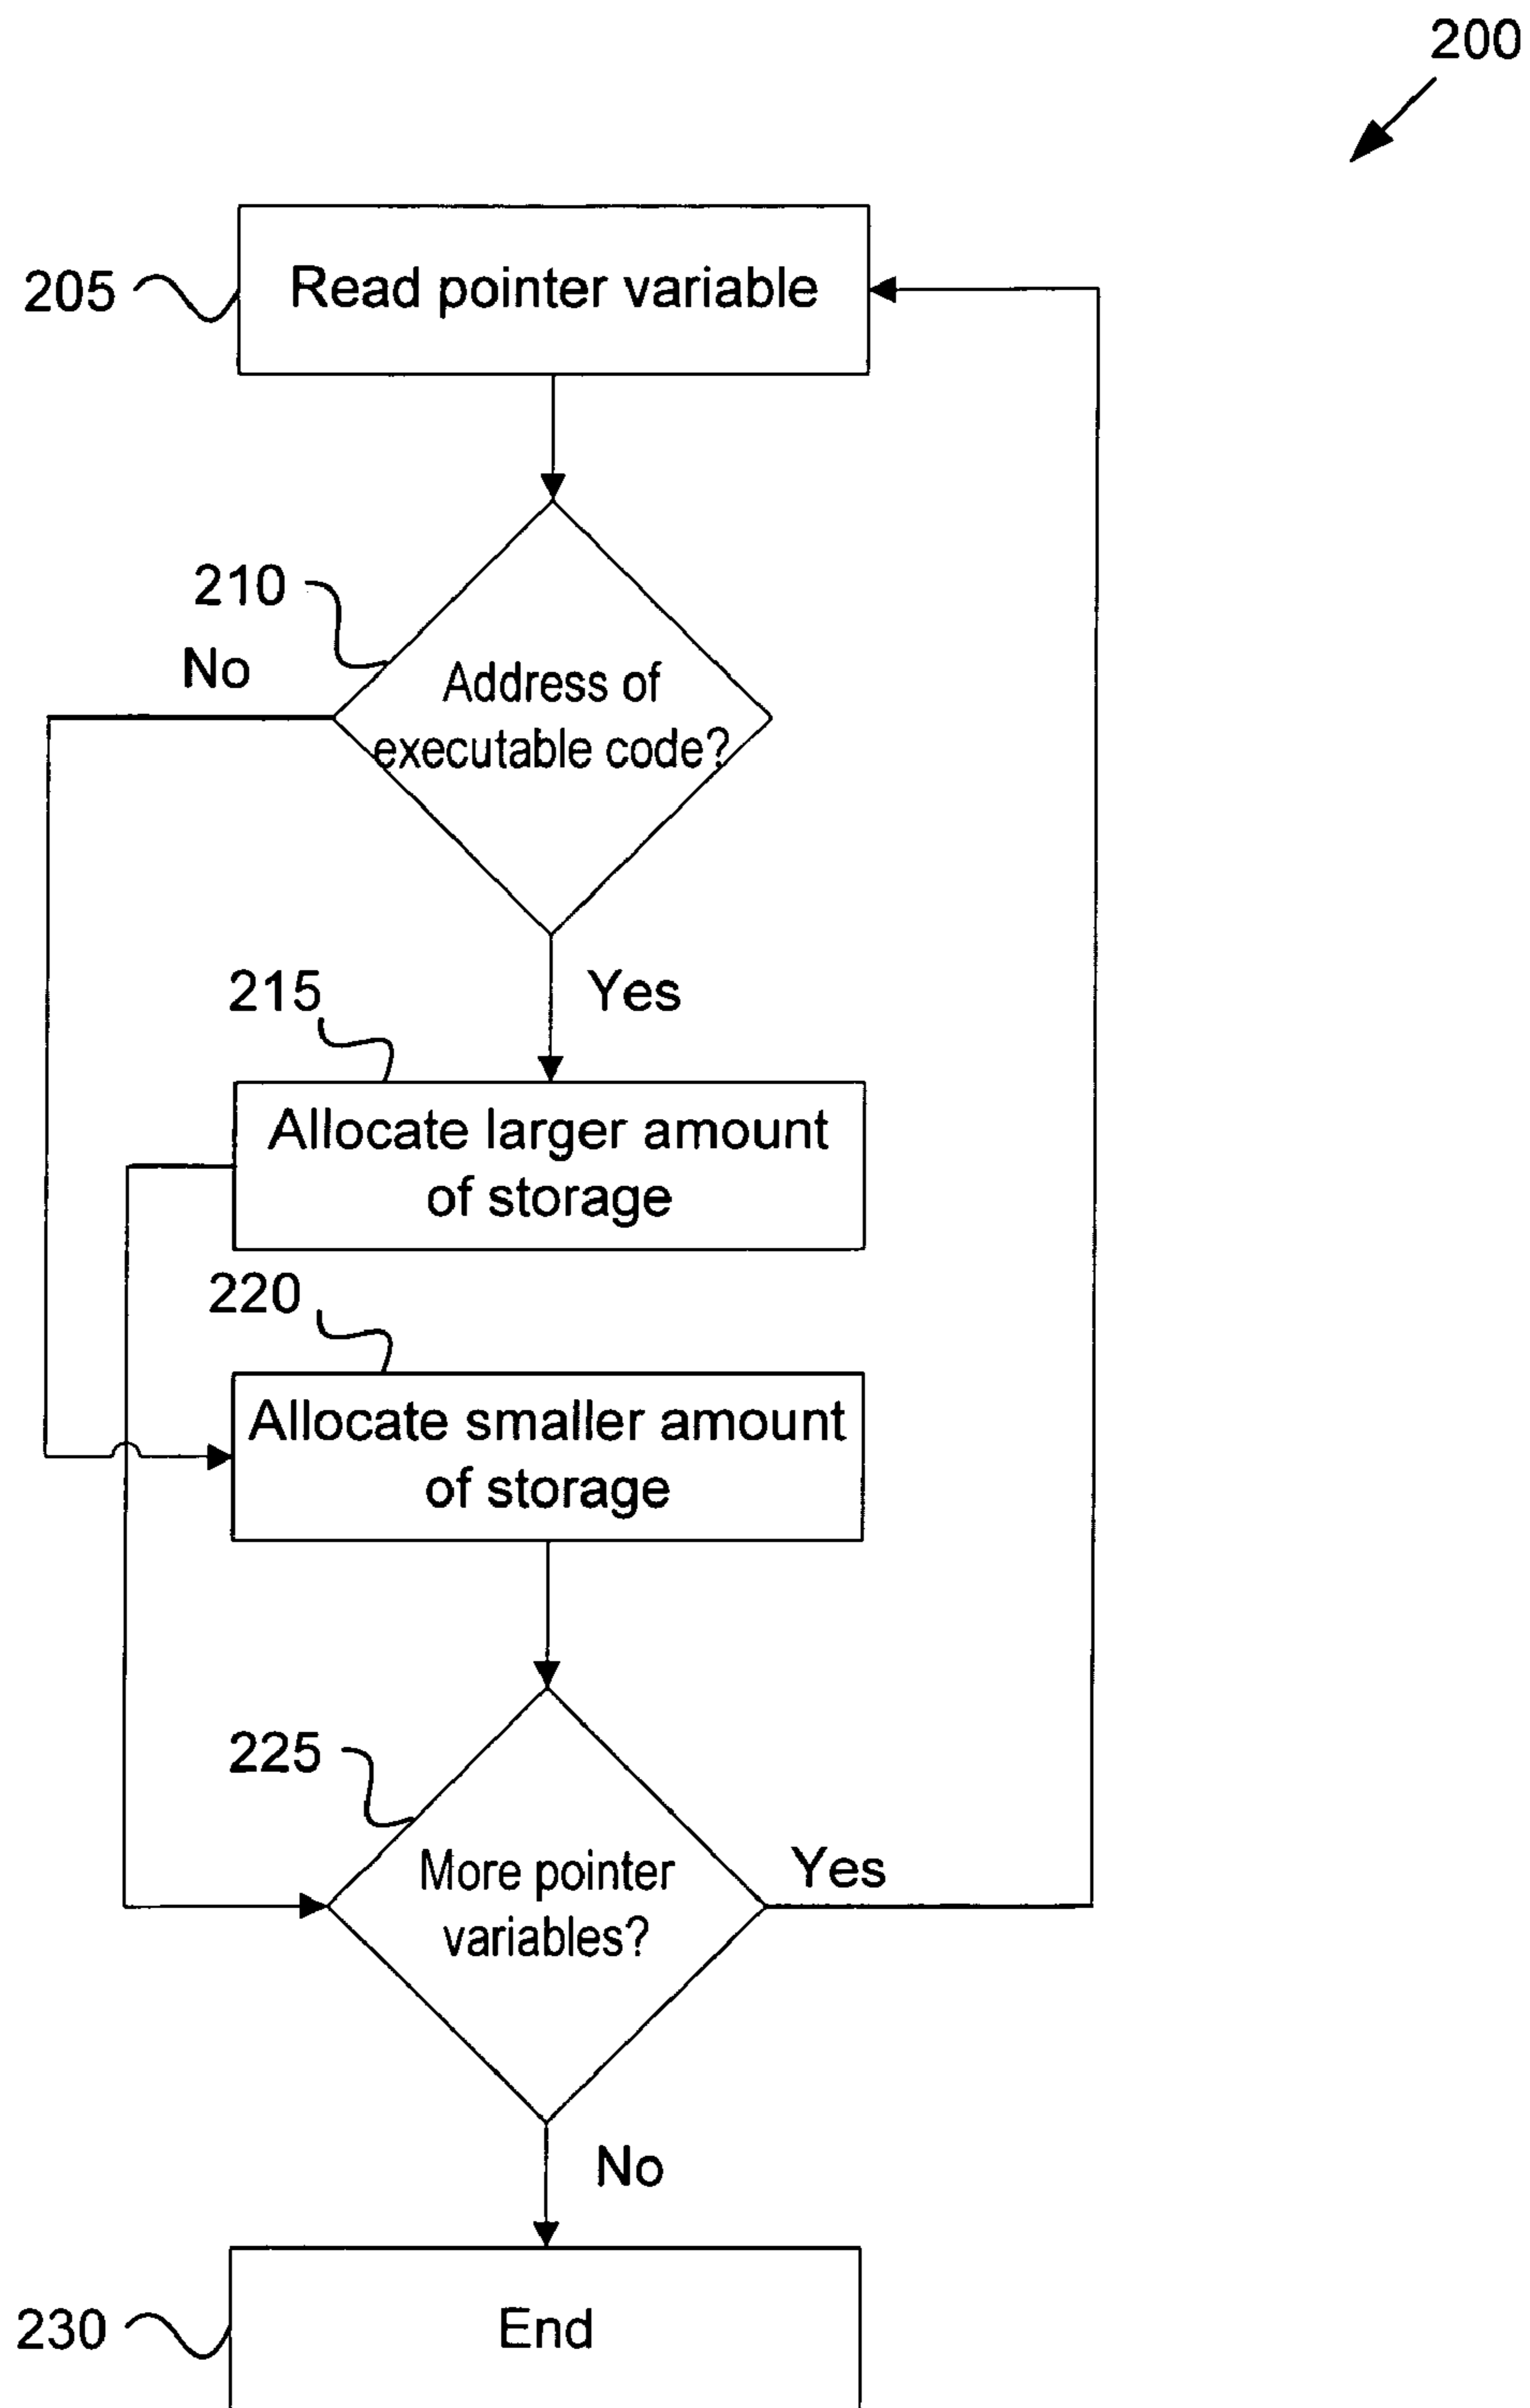 200
205
Read pointer variable
210
No
Address of
executable code?
215
Yes
Allocate larger amount
of storage
220
Allocate smaller amount
of storage
225
More pointer
variables?
Yes
No
230
End